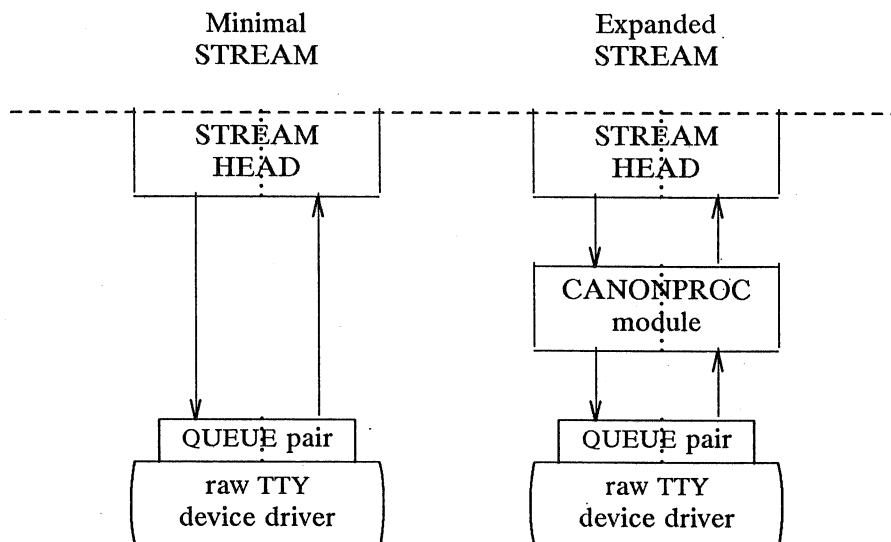 Minimal
STREAM
Expanded
STREAM
STREAM
HEAD
STREAM
HEAD
CANONPROC
module
QUEUE pair
QUEUE pair
raw TTY
device driver
raw TTY
device driver